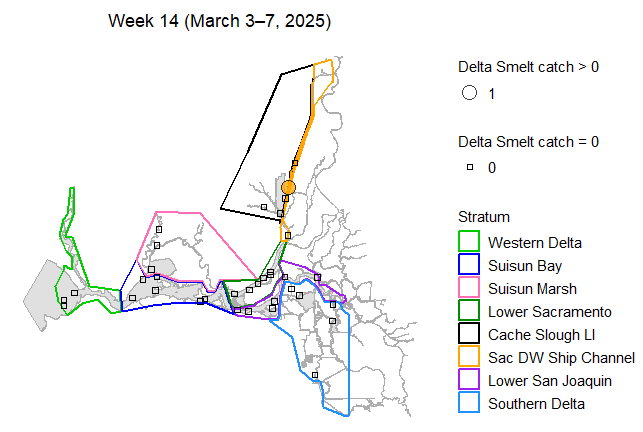 Week 14 (March 3–7, 2025)
Delta Smelt catch > 0
1
Delta Smelt catch = 0
0
Stratum
Western Delta
Suisun Bay
Suisun Marsh
Lower Sacramento
Cache Slough LI
Sac DW Ship Channel
Lower San Joaquin
Southern Delta